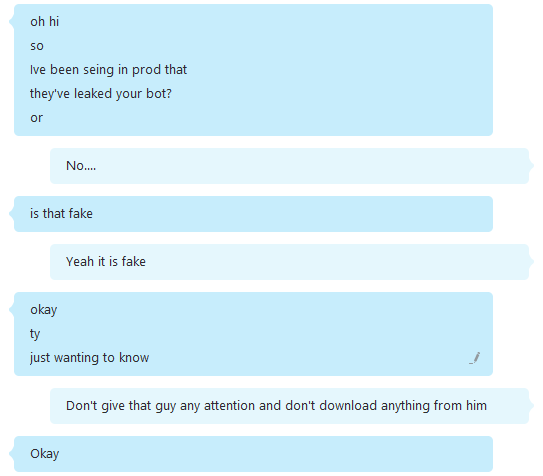 oh hi
so
Ive been seing in prod that
they've leaked your bot?
or
No....
is that fake
Yeah it is fake
okay
ty
just wanting to know
Don't give that guy any attention and don't download anything from him
Okay